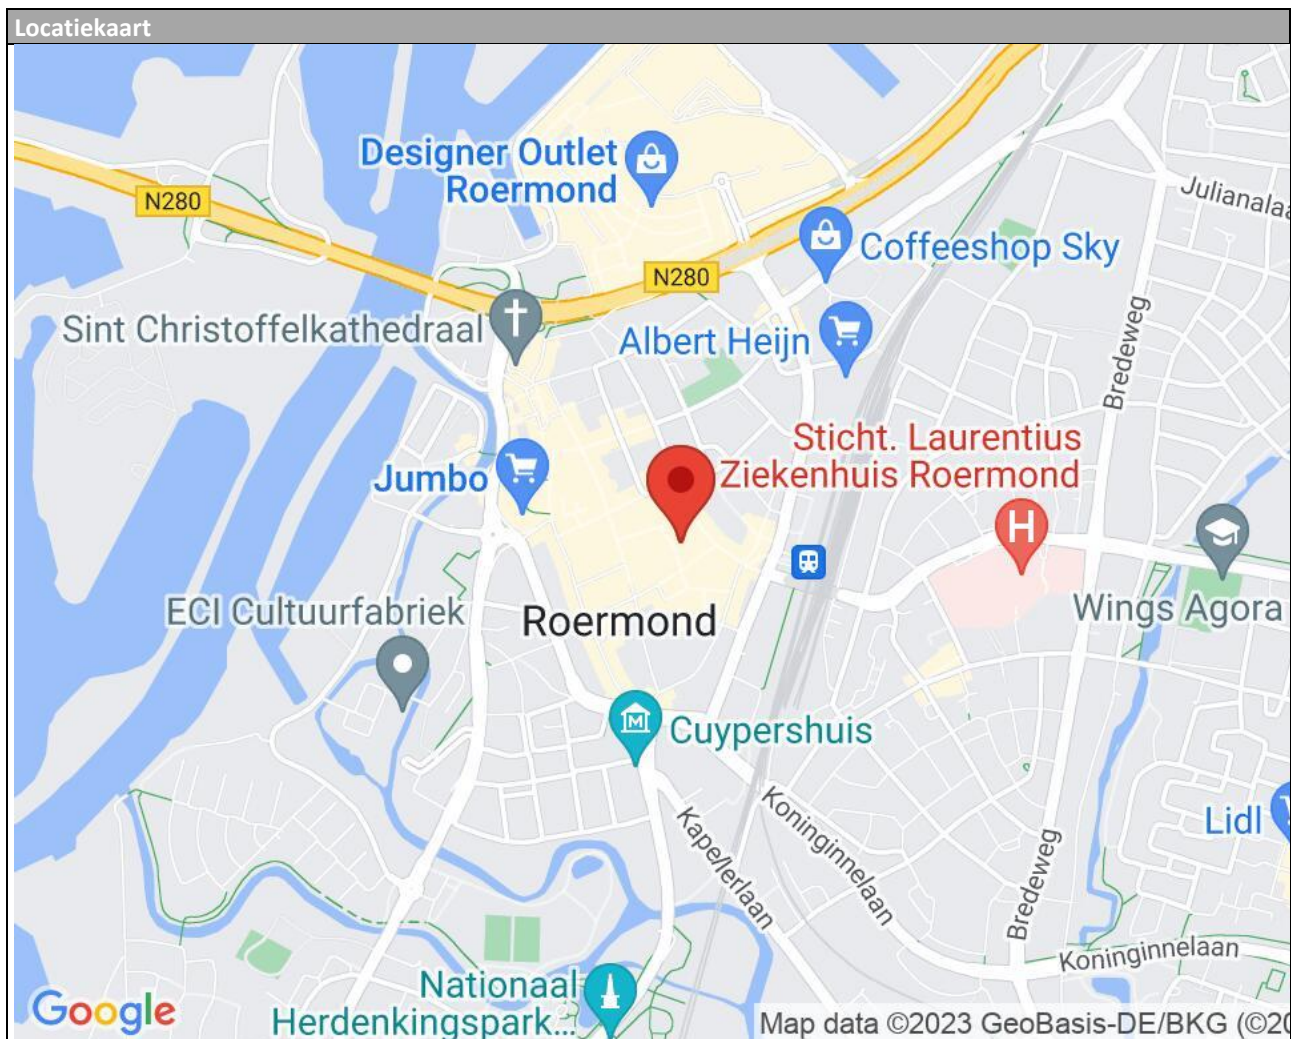 Locatiekaart
Designer Outlet
Roermond
N280
Julianalaa
Coffeeshop Sky
N280
Sint Christoffelkathedraal
Albert Heijn
Bredeweg
Sticht. Laurentius
Ziekenhuis Roermond
Jumbo
H
ECI Cultuurfabriek
Roermond
Wings Agora
M
Cuypershuis
Koninginnelaan
Kapellerlaan
Lidl
Bredeweg
Koninginnelaan
Nationaal
Herdenkingspark...
Google
Map data ©2023 GeoBasis-DE/BKG (©20